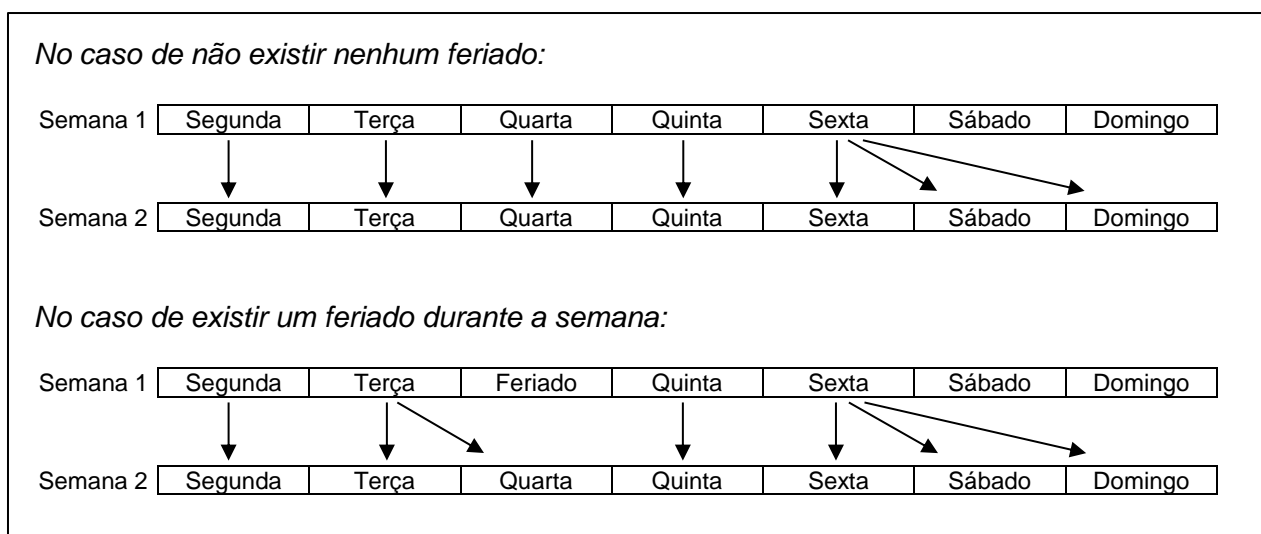 No caso de não existir nenhum feriado:
Semana 1 Segunda Terça Quarta Quinta Sexta Sábado Domingo
Semana 2 Segunda Terça Quarta Quinta Sexta Sábado Domingo
No caso de existir um feriado durante a semana:
Semana 1 Segunda Terça Feriado Quinta Sexta Sábado Domingo
Semana 2 Segunda Terça Quarta Quinta Sexta Sábado Domingo